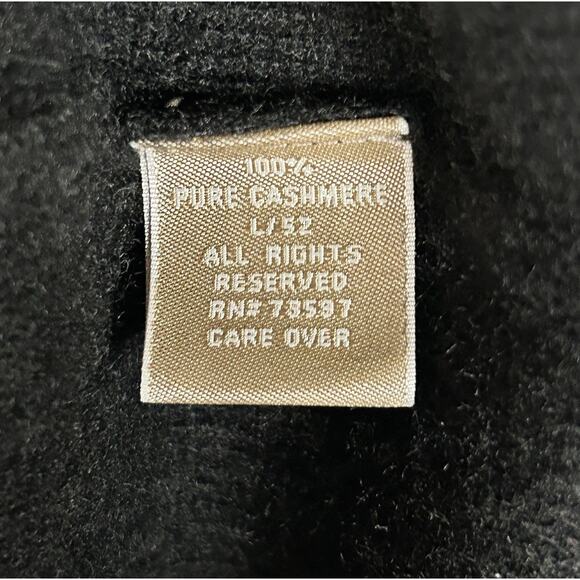 100%
PURE CASHMERE
L/52
ALL RIGHTS
RESERVED
RN# 73597
CARE OVER